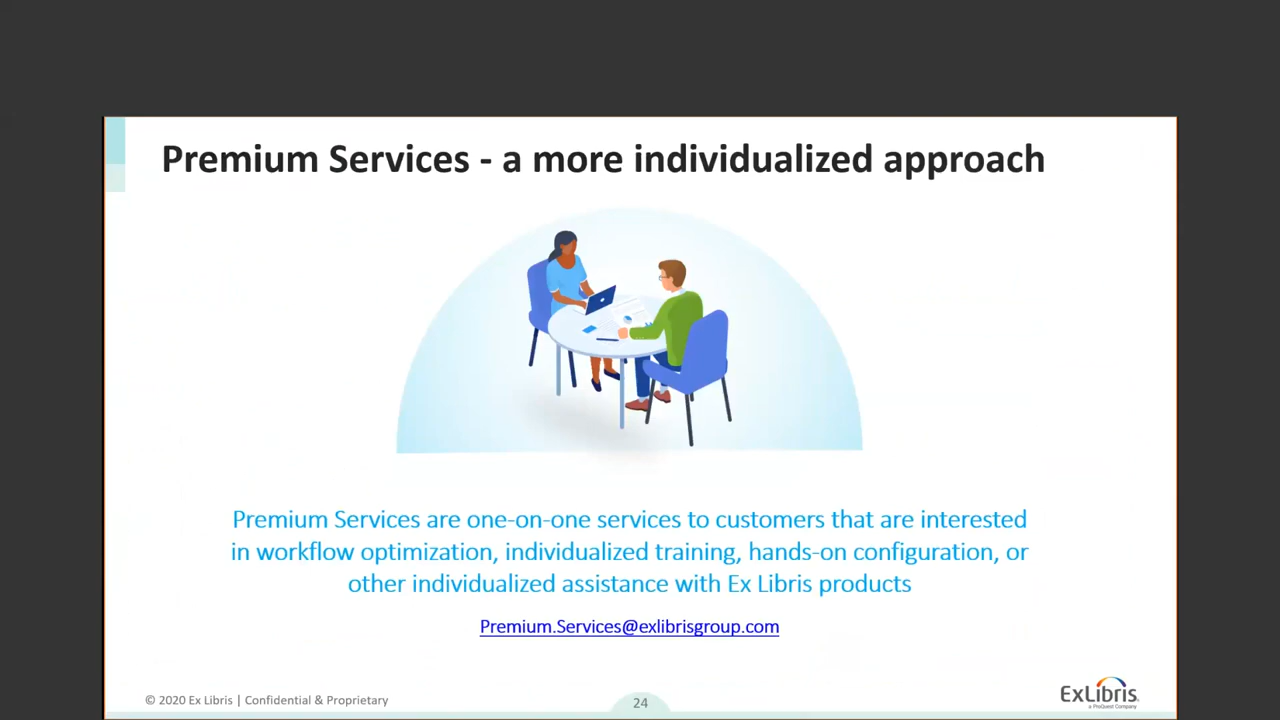 Premium Services - a more individualized approach
Premium Services are one-on-one services to customers that are interested
in workflow optimization, individualized training, hands-on configuration, or
other individualized assistance with Ex Libris products
Premium.Services@exlibrisgroup.com
© 2020 Ex Libris | Confidential & Proprietary
24
ExLibris
a ProQuest Company